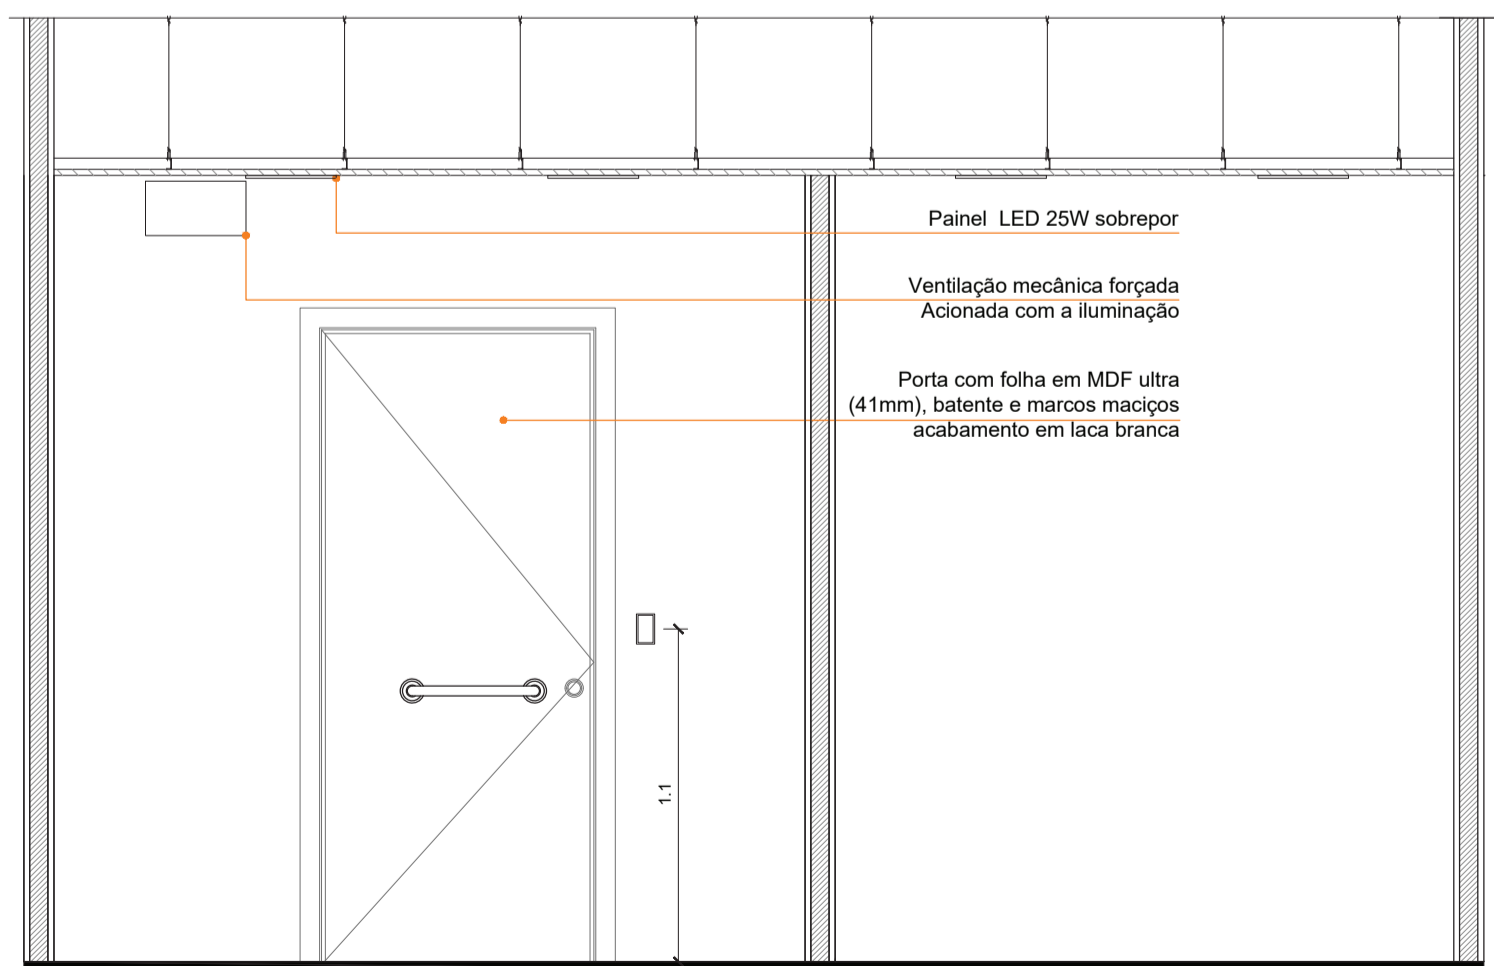 Painel  LED 25W sobrepor
Ventilação mecânica forçada
Acionada com a iluminação
Porta com folha em MDF ultra
(41mm), batente e marcos maciços
acabamento em laca branca
1.1